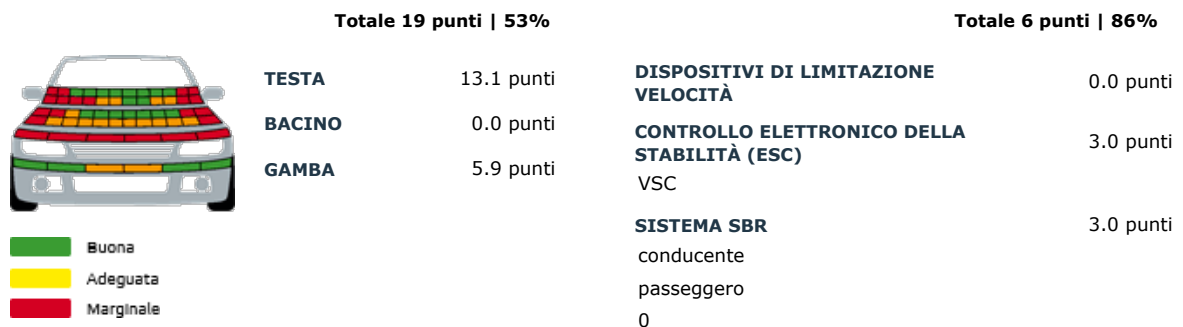 Totale 19 punti | 53%
TESTA 13.1 punti
BACINO 0.0 punti
GAMBA 5.9 punti
Buona
Adeguata
Marginale
Totale 6 punti | 86%
DISPOSITIVI DI LIMITAZIONE
VELOCITÀ 0.0 punti
CONTROLLO ELETTRONICO DELLA
STABILITÀ (ESC) 3.0 punti
VSC
SISTEMA SBR 3.0 punti
conducente
passeggero
0